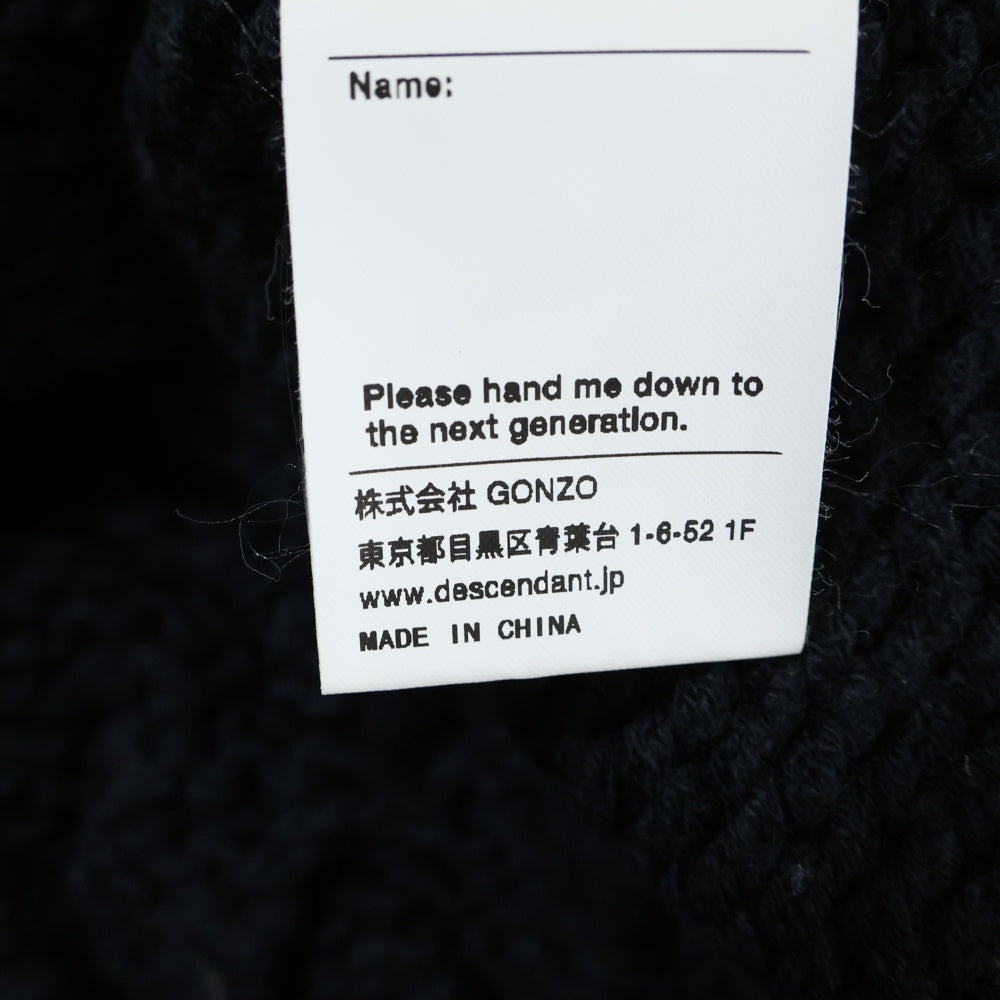 Name:
Please hand me down to
the next generation.
株式会社 GONZO
東京都目黒区青葉台 1-6-52 1F
www.descendant.jp
MADE IN CHINA